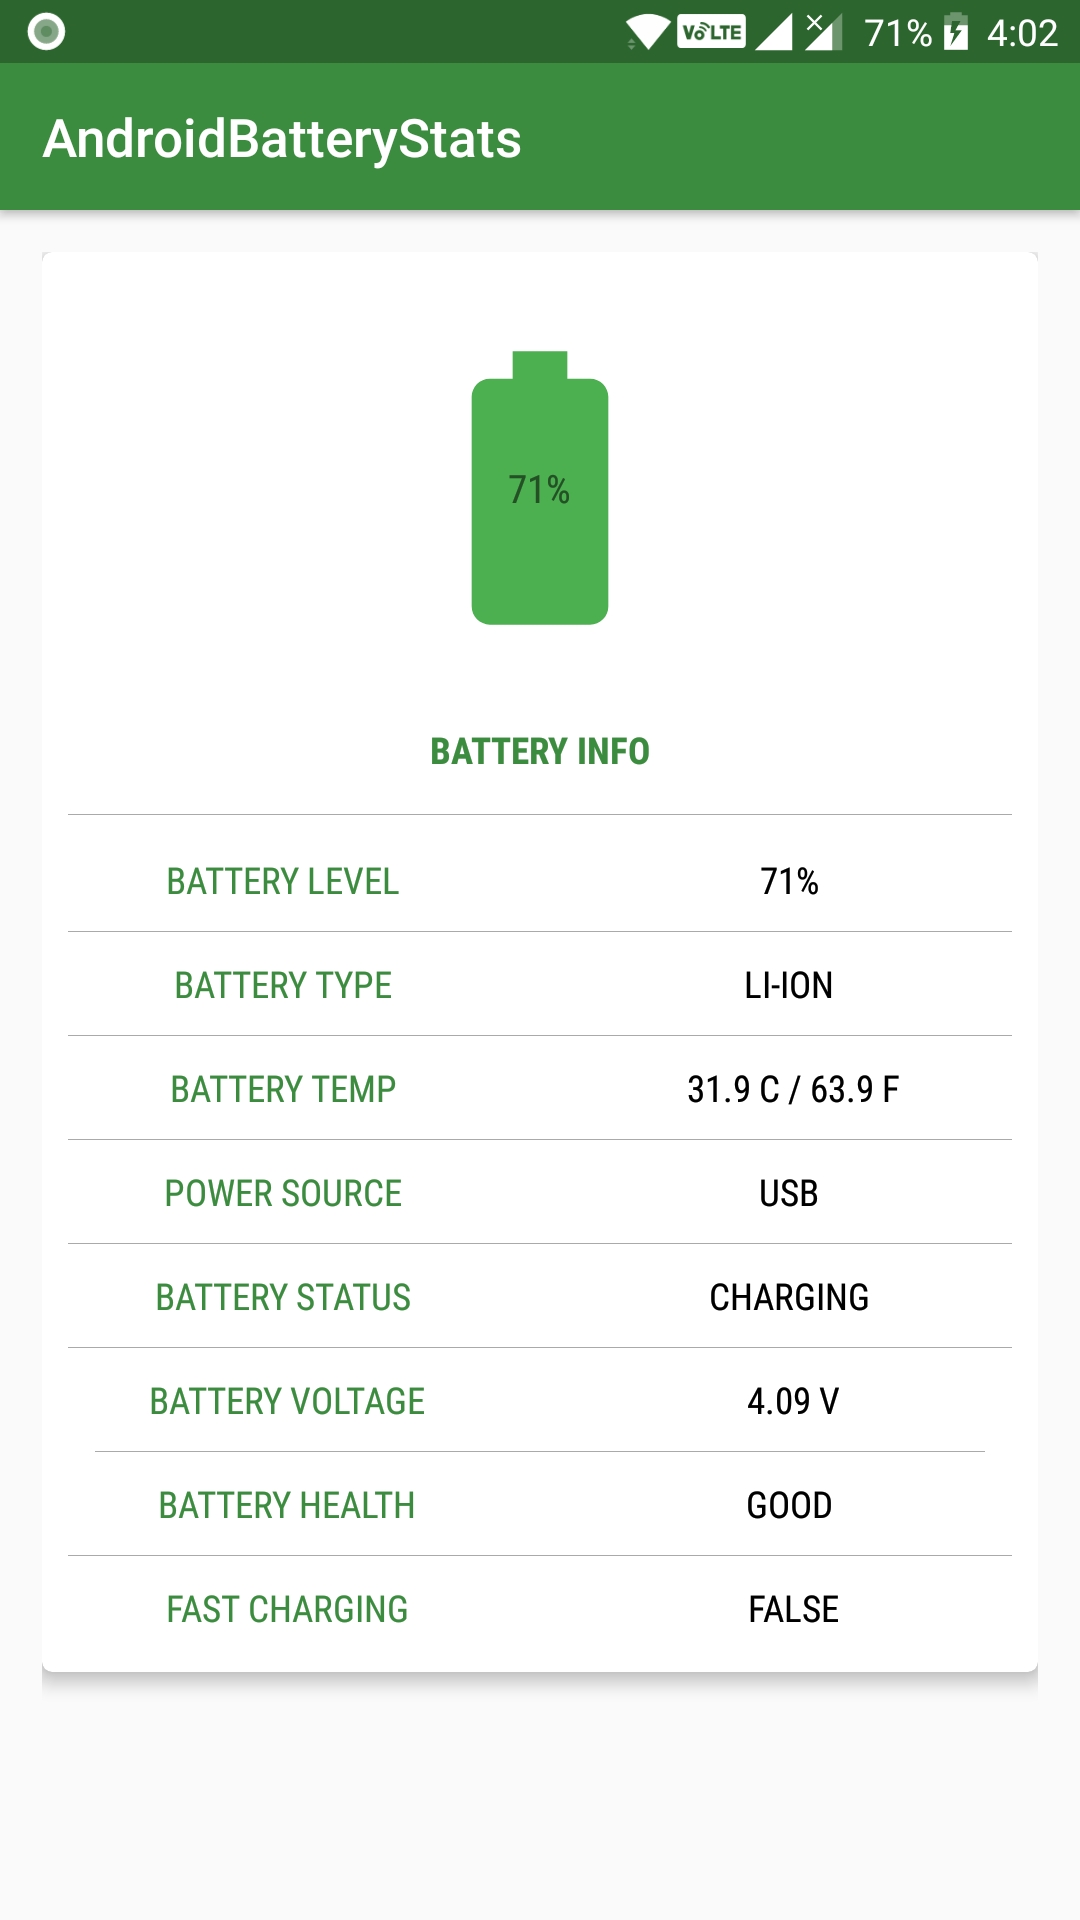 VoLTE 71% 4:02
AndroidBatteryStats
71%
BATTERY INFO
BATTERY LEVEL 71%
BATTERY TYPE LI-ION
BATTERY TEMP 31.9 C / 63.9 F
POWER SOURCE USB
BATTERY STATUS CHARGING
BATTERY VOLTAGE 4.09 V
BATTERY HEALTH GOOD
FAST CHARGING FALSE